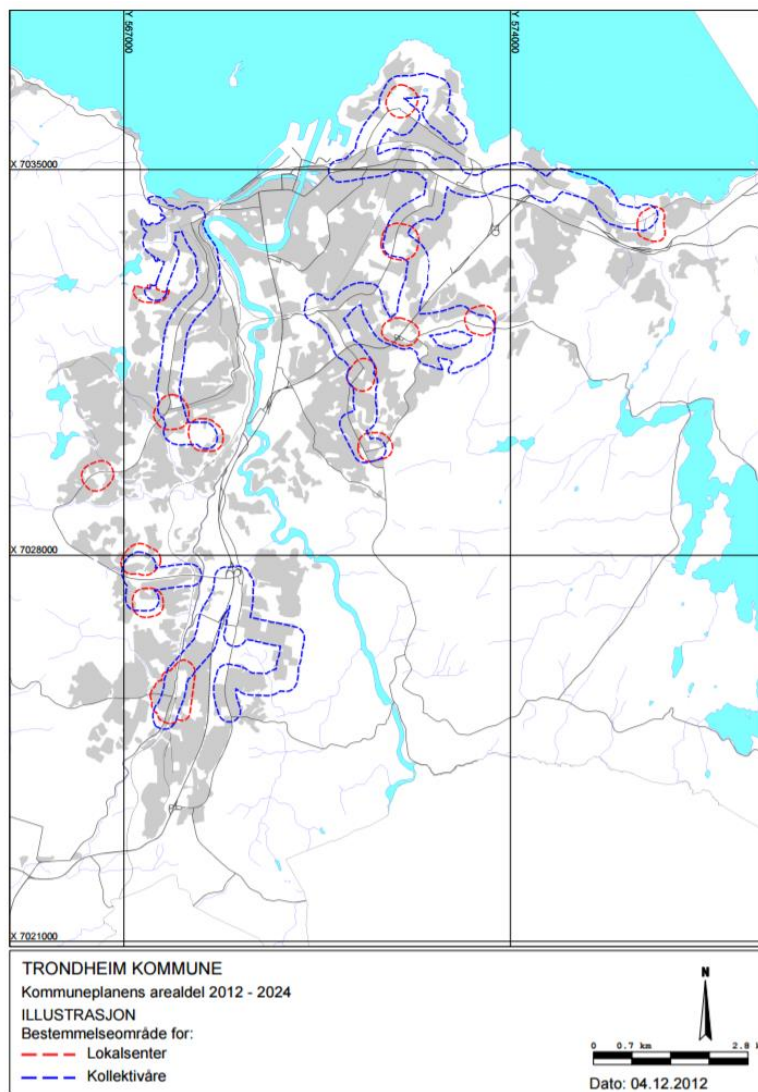 Y 567000
Y 574000
X 7035000
X 7028000
X 7021000
TRONDHEIM KOMMUNE
Kommuneplanens arealdel 2012 - 2024
ILLUSTRASJON
Bestemmelseområde for:
Lokalsenter
Kollektivåre
N
0 0.7 km 2.8 k
Dato: 04.12.2012